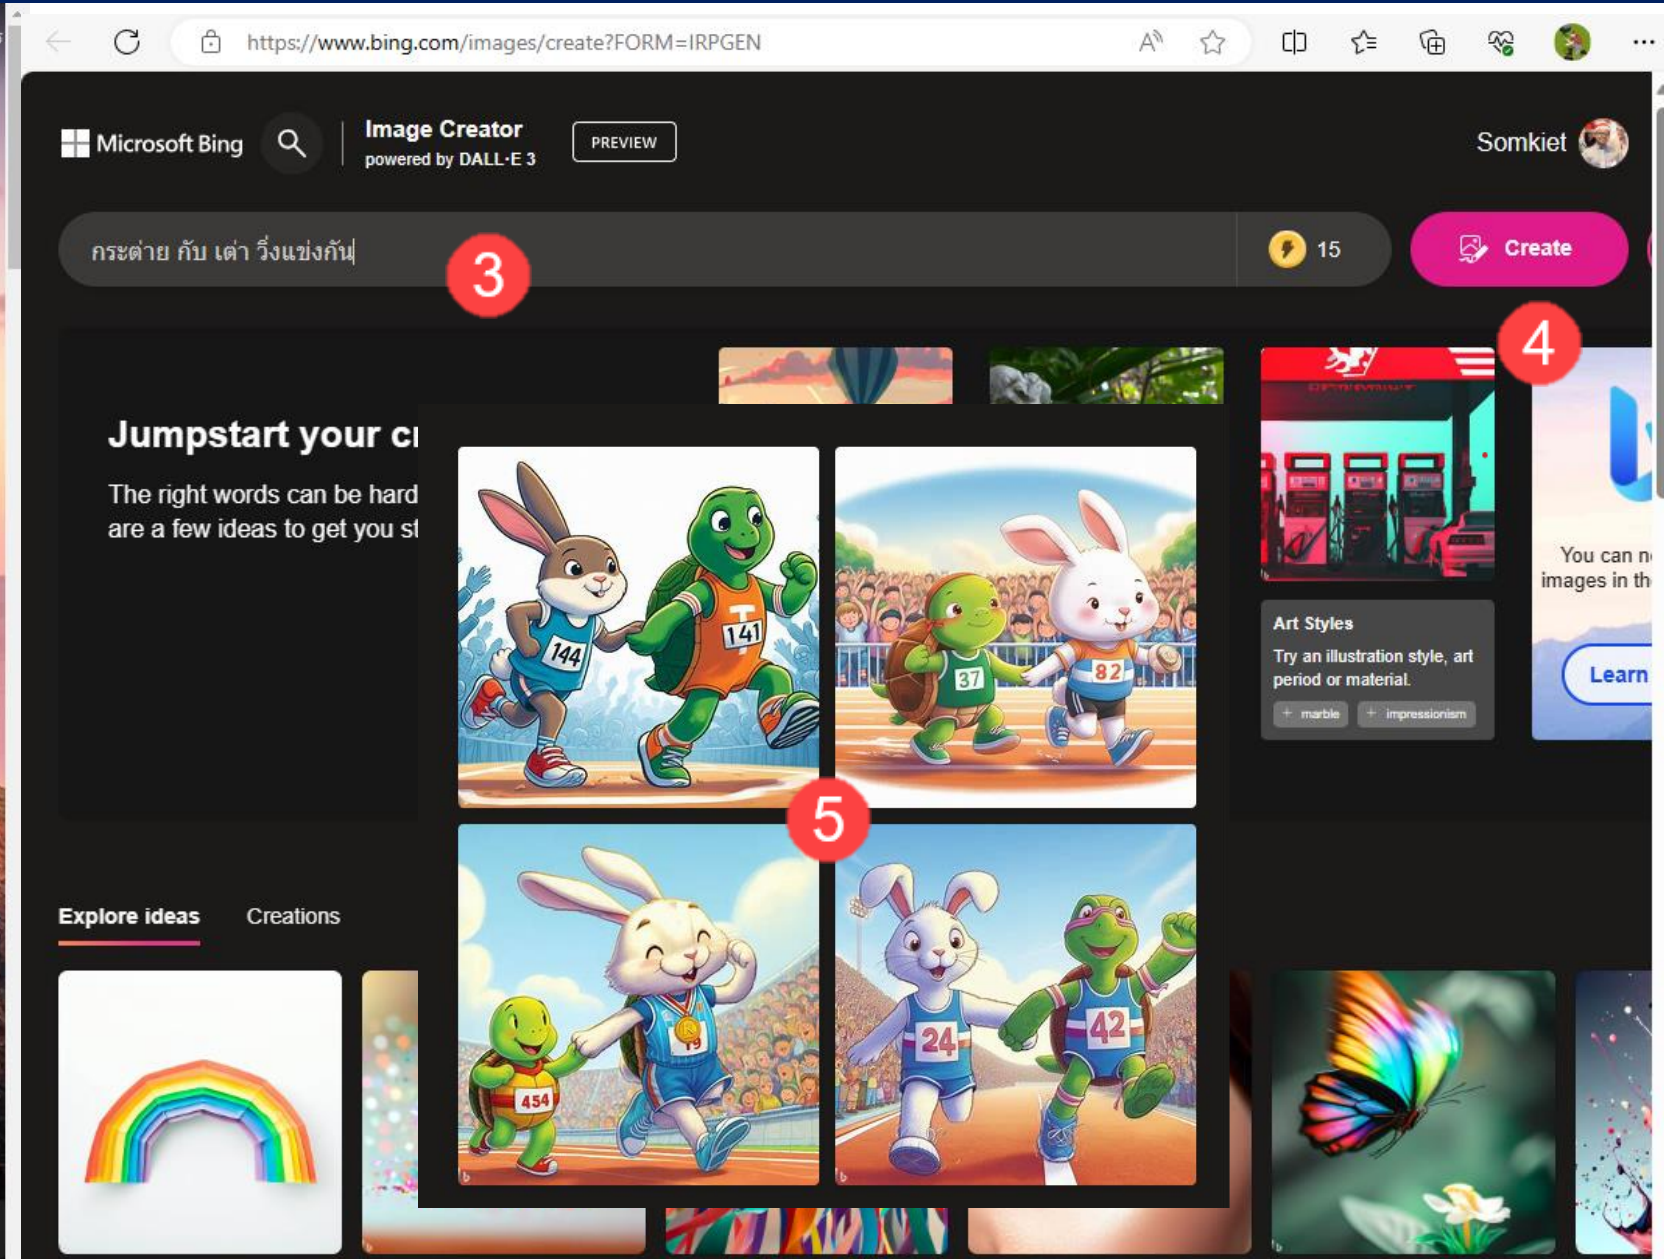 https://www.bing.com/images/create?FORM=IRPGEN
Microsoft Bing
Image Creator
powered by DALL·E 3
PREVIEW
Somkiet
กระต่าย กับ เต่า วิ่งแข่งกัน
15
Create
3
4
Jumpstart your c
The right words can be hard
are a few ideas to get you st
144
T
141
37
82
You can n
images in th
Art Styles
Try an illustration style, art
period or material.
+ marble
+ impressionism
Learn
5
Explore ideas
Creations
454
19
24
42